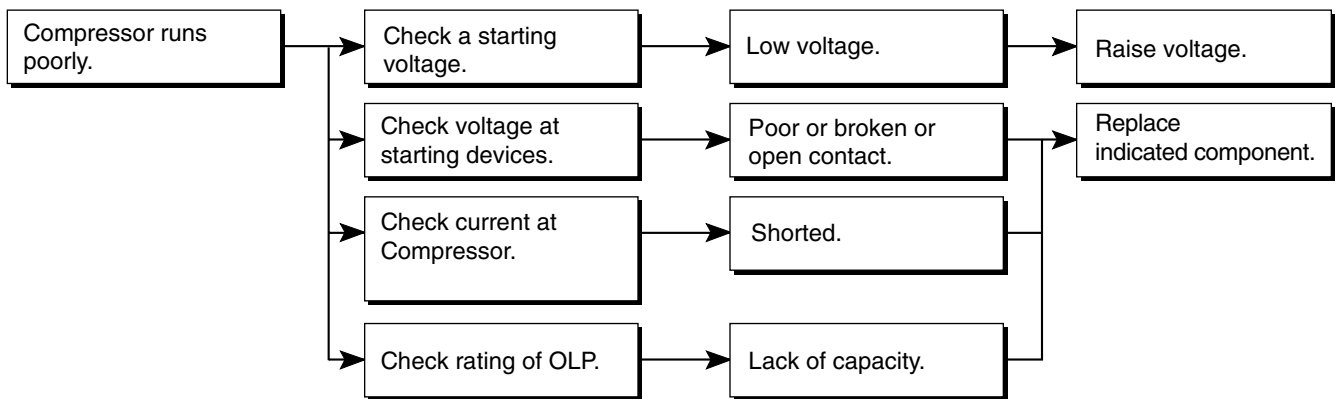 Compressor runs
poorly.
Check a starting
voltage.
Low voltage.
Raise voltage.
Check voltage at
starting devices.
Poor or broken or
open contact.
Replace
indicated component.
Check current at
Compressor.
Shorted.
Check rating of OLP.
Lack of capacity.